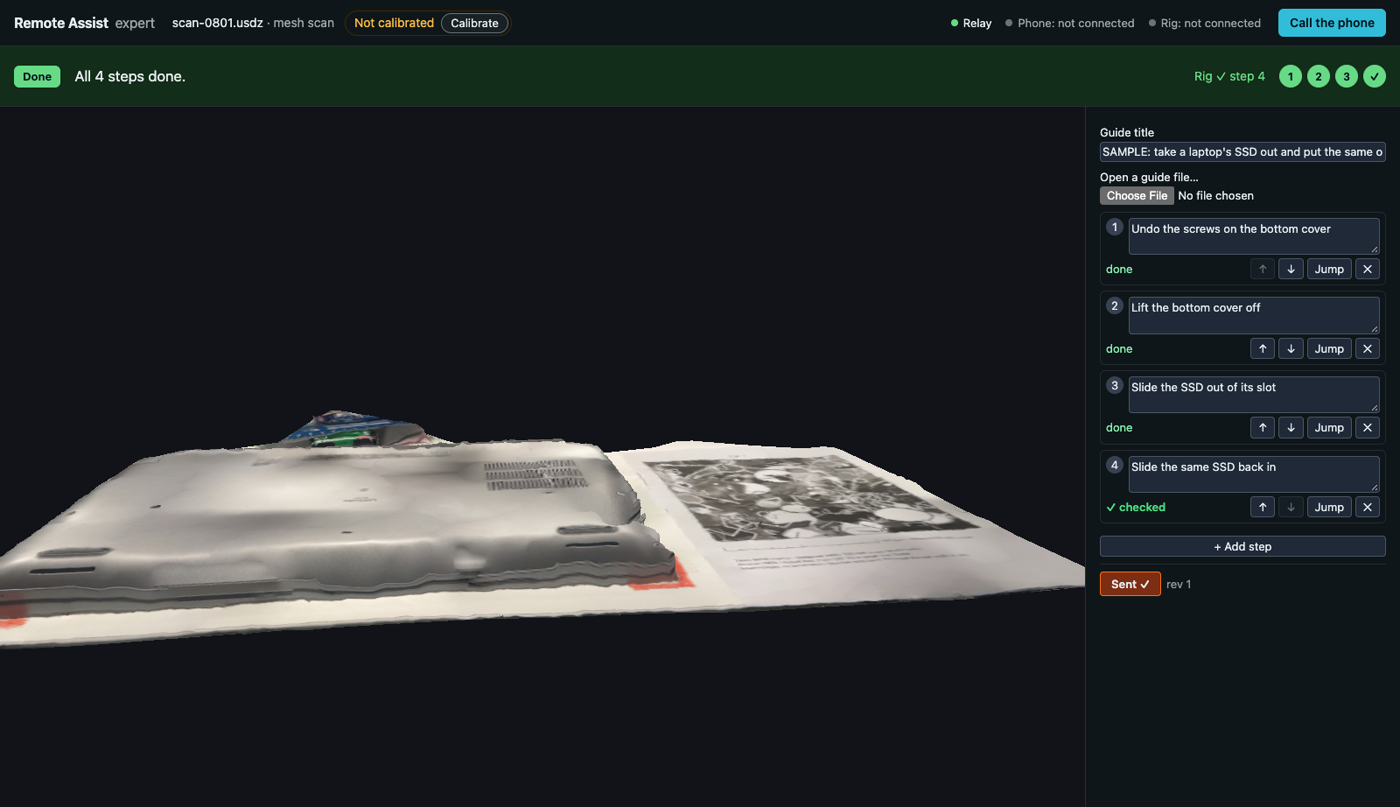 Remote Assist expert scan-0801.usdz · mesh scan Not calibrated Calibrate Relay Phone: not connected Rig: not connected Call the phone
Done All 4 steps done. Rig ✓ step 4 1 2 3 ✓
Guide title
SAMPLE: take a laptop's SSD out and put the same o
Open a guide file...
Choose File No file chosen
1 Undo the screws on the bottom cover
done ↑ ↓ Jump ✕
2 Lift the bottom cover off
done ↑ ↓ Jump ✕
3 Slide the SSD out of its slot
done ↑ ↓ Jump ✕
4 Slide the same SSD back in
✓ checked ↑ ↓ Jump ✕
+ Add step
Sent ✓ rev 1